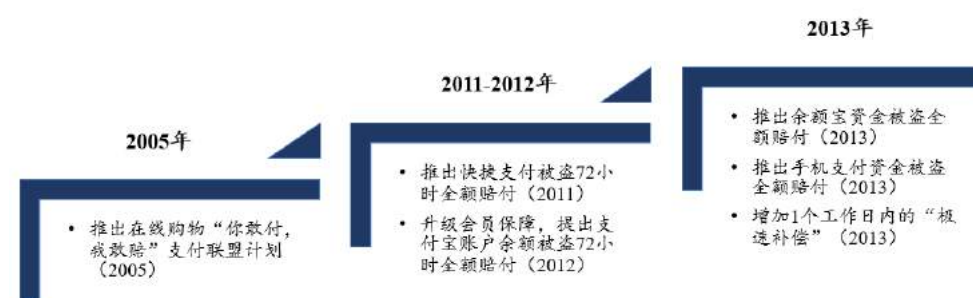 2005年
• 推出在线购物“你敢付，
我敢赔”支付联盟计划
（2005）
2011-2012年
• 推出快捷支付被盗72小
时全额赔付（2011）
• 升级会员保障，提出支
付宝账户余额被盗72小
时全额赔付（2012）
2013年
• 推出余额宝资金被盗全
额赔付（2013）
• 推出手机支付资金被盗
全额赔付（2013）
• 增加1个工作日内的“极
速补偿”（2013）